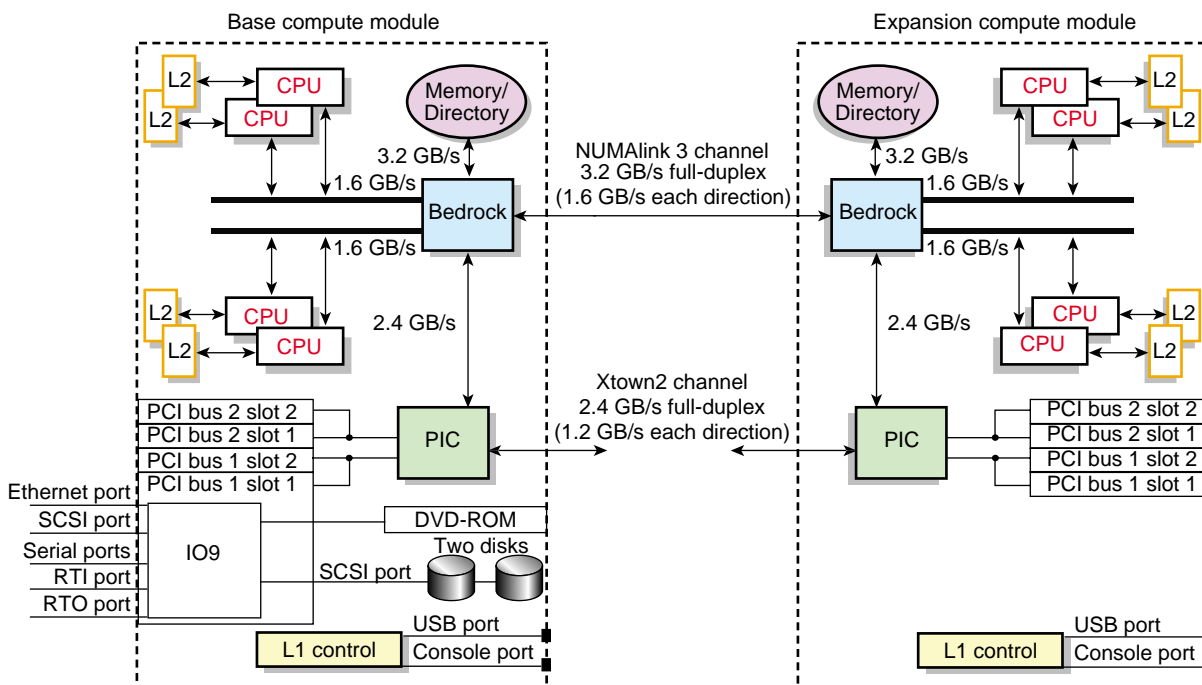 Base compute module
Expansion compute module
L2
CPU
L2
CPU
Memory/
Directory
3.2 GB/s
1.6 GB/s
Bedrock
1.6 GB/s
L2
CPU
L2
CPU
2.4 GB/s
NUMAlink 3 channel
3.2 GB/s full-duplex
(1.6 GB/s each direction)
Memory/
Directory
3.2 GB/s
1.6 GB/s
Bedrock
1.6 GB/s
CPU
L2
CPU
L2
CPU
L2
CPU
L2
2.4 GB/s
Xtown2 channel
2.4 GB/s full-duplex
(1.2 GB/s each direction)
PCI bus 2 slot 2
PCI bus 2 slot 1
PCI bus 1 slot 2
PCI bus 1 slot 1
PIC
PIC
PCI bus 2 slot 2
PCI bus 2 slot 1
PCI bus 1 slot 2
PCI bus 1 slot 1
Ethernet port
SCSI port
Serial ports
RTI port
RTO port
IO9
DVD-ROM
Two disks
SCSI port
L1 control
USB port
Console port
L1 control
USB port
Console port